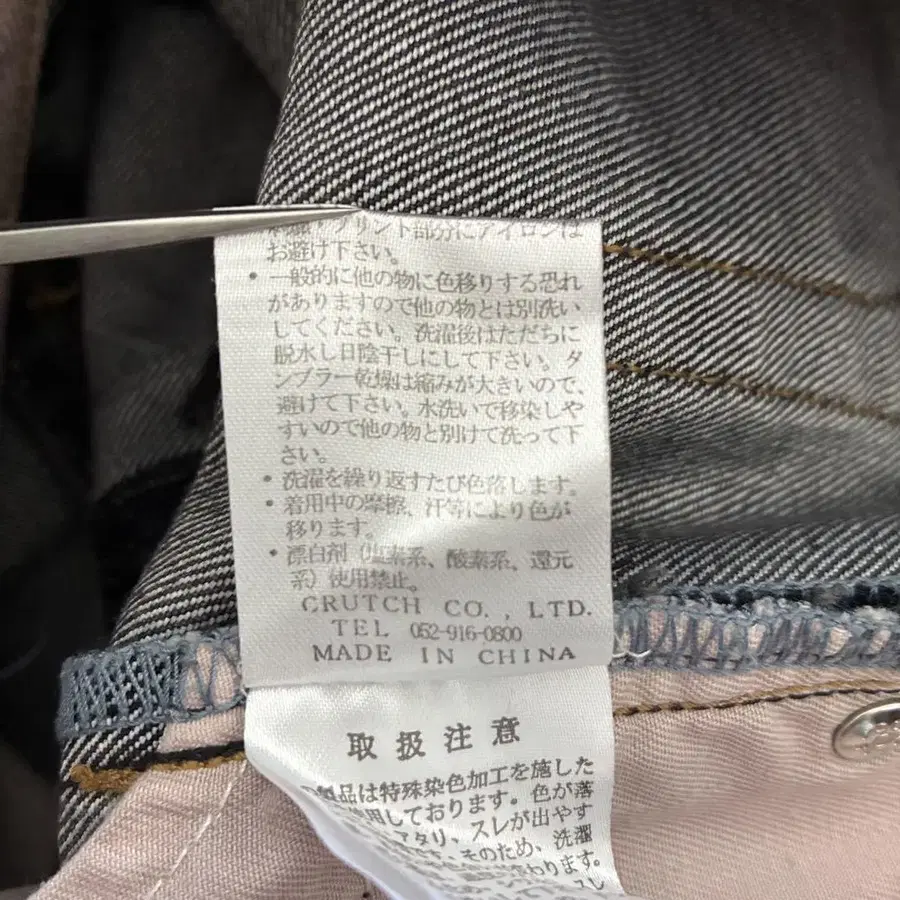 プリント部分にアイロンは
お避け下さい。
・一般的に他の物に色移りする恐れ
がありますので他の物とは別洗い
してください。洗濯後はただちに
脱水し日陰干しにして下さい。タ
ンブラー乾燥は縮みが大きいので、
避けて下さい。水洗いで移染しや
すいので他の物と別けて洗って下
さい。
・洗濯を繰り返すたび色落します。
・着用中の摩擦、汗等により色が
移ります。
・漂白剤（塩素系、酸素系、還元
系）使用禁止。
CRUTCH CO., LTD.
TEL 052-916-0800
MADE IN CHINA
取扱注意
製品は特殊染色加工を施した
使用しております。色が落
アタリ、スレが出やす
です。そのため、洗濯
わります。